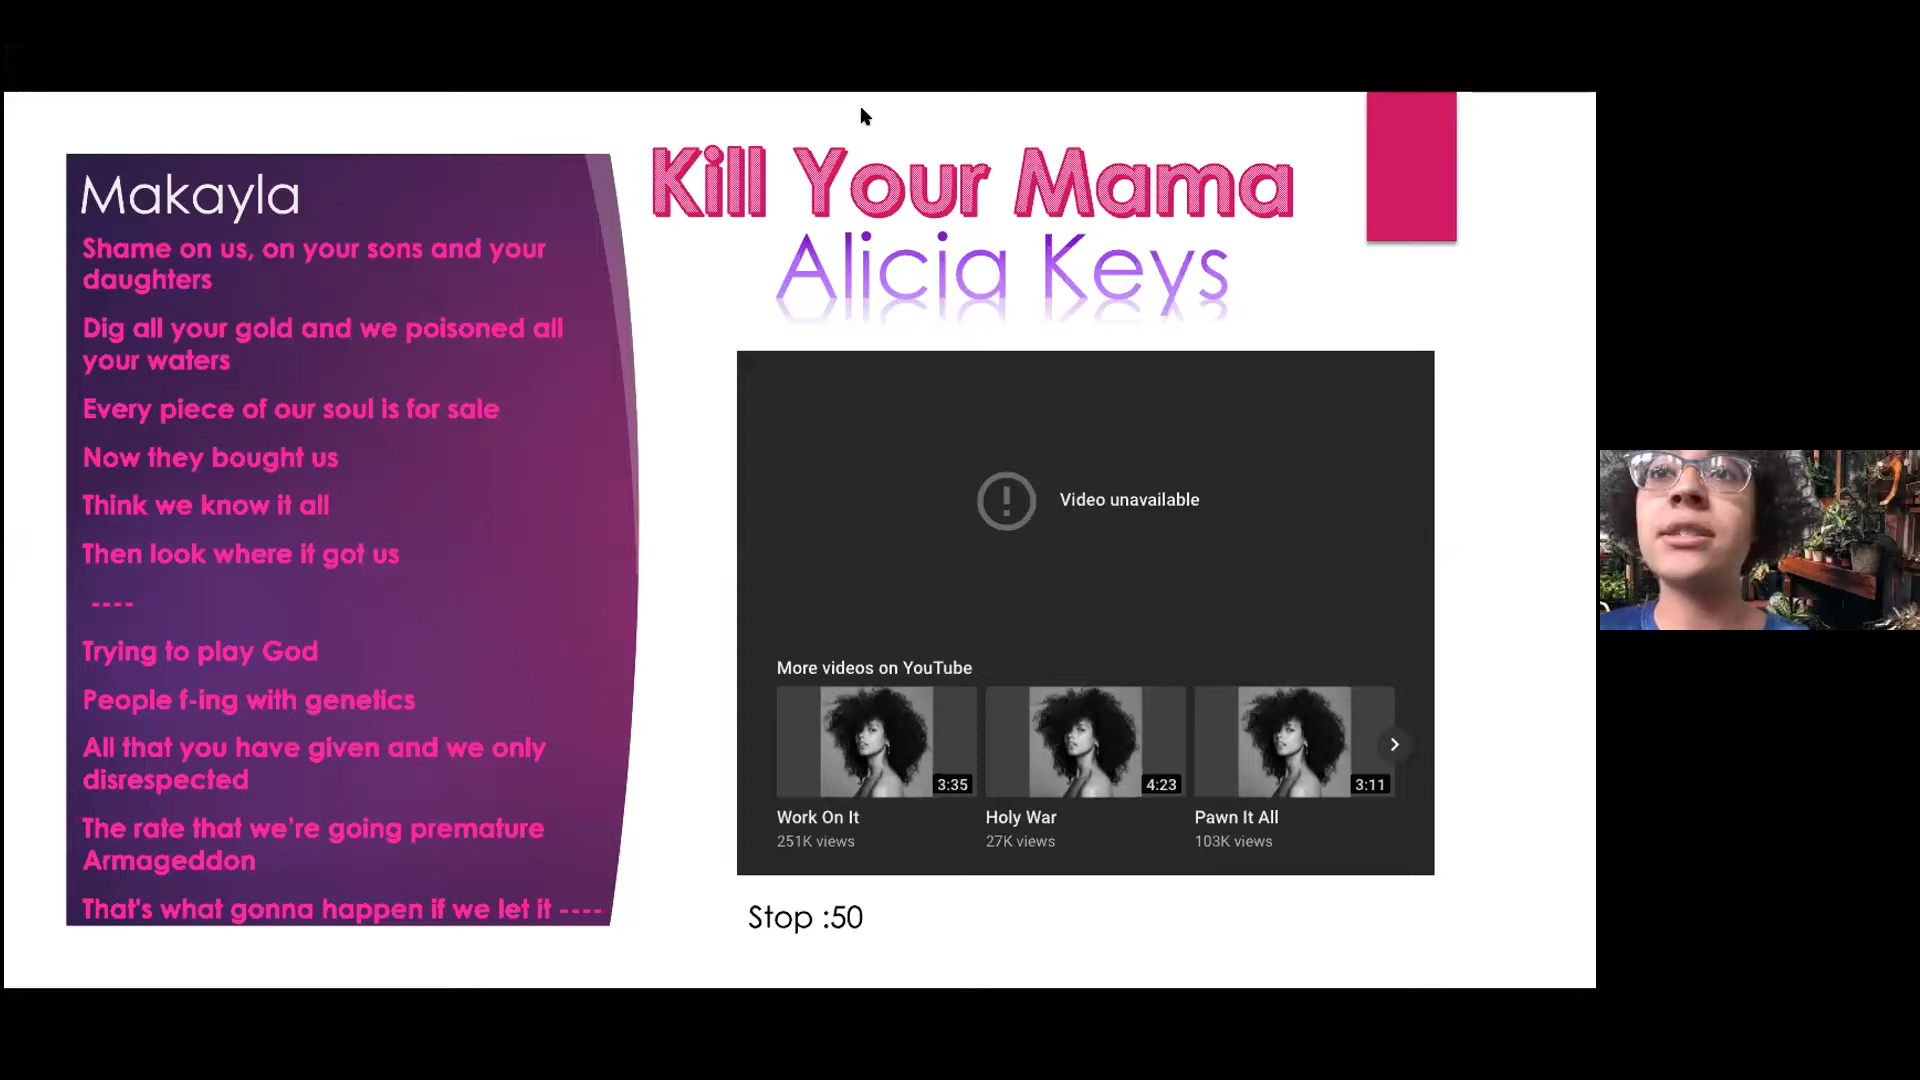 Makayla
Shame on us, on your sons and your
daughters
Dig all your gold and we poisoned all
your waters
Every piece of our soul is for sale
Now they bought us
Think we know it all
Then look where it got us
----
Trying to play God
People f-ing with genetics
All that you have given and we only
disrespected
The rate that we're going premature
Armageddon
That's what gonna happen if we let it ----
Kill Your Mama
Alicia Keys
Video unavailable
More videos on YouTube
3:35
4:23
3:11
Work On It
Holy War
Pawn It All
251K views
27K views
103K views
Stop :50